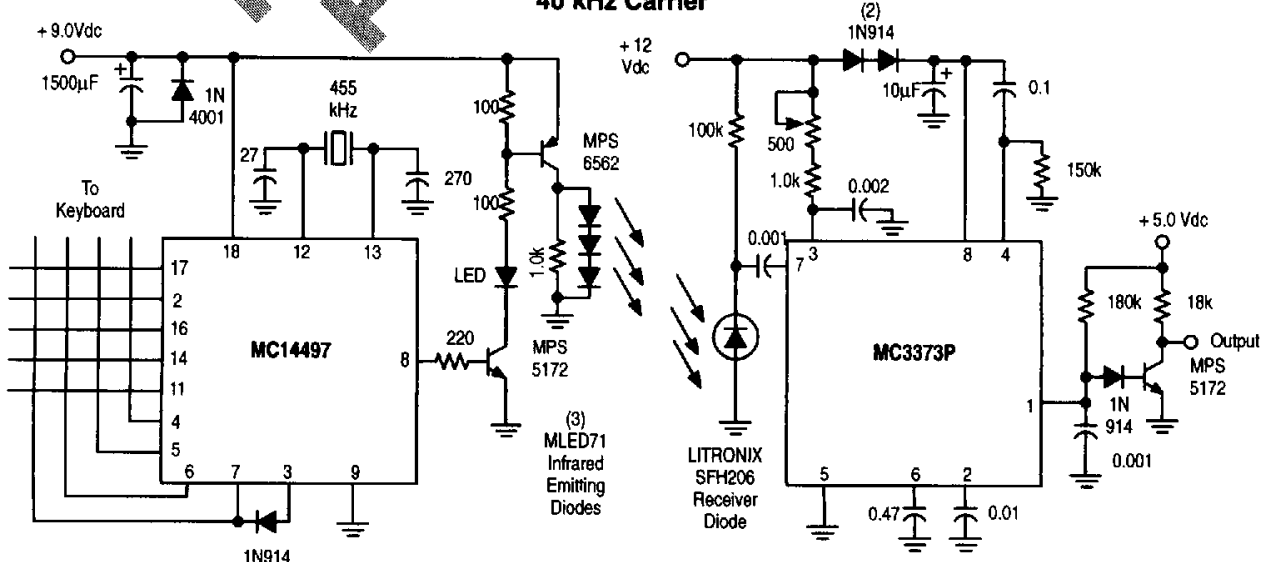 40 kHz Carrier
+ 9.0Vdc
1500µF
+
1N
4001
455
kHz
27
270
100
100
MPS
6562
1.0k
To
Keyboard
18
12
13
17
2
16
14
11
4
5
6
7
3
9
8
MC14497
LED
220
MPS
5172
1N914
(3)
MLED71
Infrared
Emitting
Diodes
+ 12
Vdc
(2)
1N914
100k
500
1.0k
0.002
10µF
+
0.1
150k
0.001
7
3
8
4
MC3373P
1
5
6
2
0.47
0.01
LITRONIX
SFH206
Receiver
Diode
+ 5.0 Vdc
180k
18k
Output
MPS
5172
1N
914
0.001